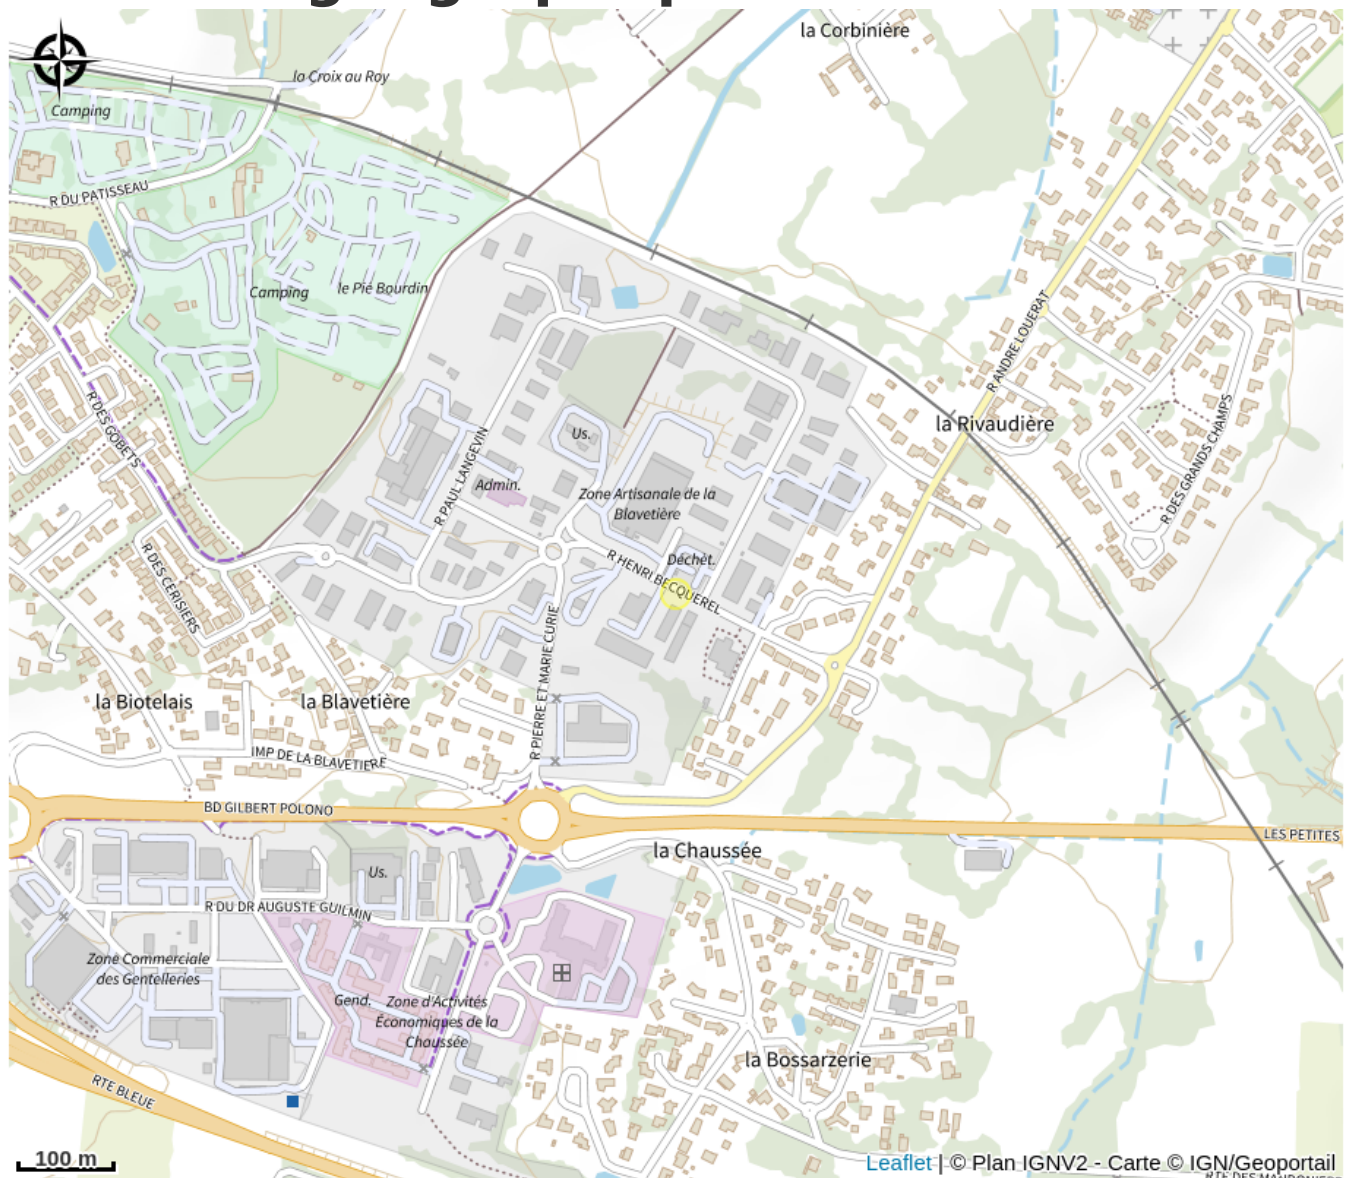 la Corbinière
la Croix au Roy
Camping
R DU PATISSEAU
Camping
le Pié Bourdin
R ANDRE LOUERAT
la Rivaudière
R DES GOBETS
R PAUL LANGEVIN
Us.
Admin.
Zone Artisanale de la
Blavetière
R DES GRANDS CHAMPS
R DES CERISIERS
Déchèt.
R HENRI BECQUEREL
R PIERRE ET MARIE CURIE
la Biotelais
la Blavetière
IMP DE LA BLAVETIERE
BD GILBERT POLONO
LES PETITES
la Chaussée
Us.
R DU DR AUGUSTE GUILMIN
Zone Commerciale
des Gentelleries
Gend.
Zone d'Activités
Économiques de la
Chaussée
la Bossarzerie
RTE BLEUE
100 m
Leaflet | © Plan IGNV2 - Carte © IGN/Geoportail